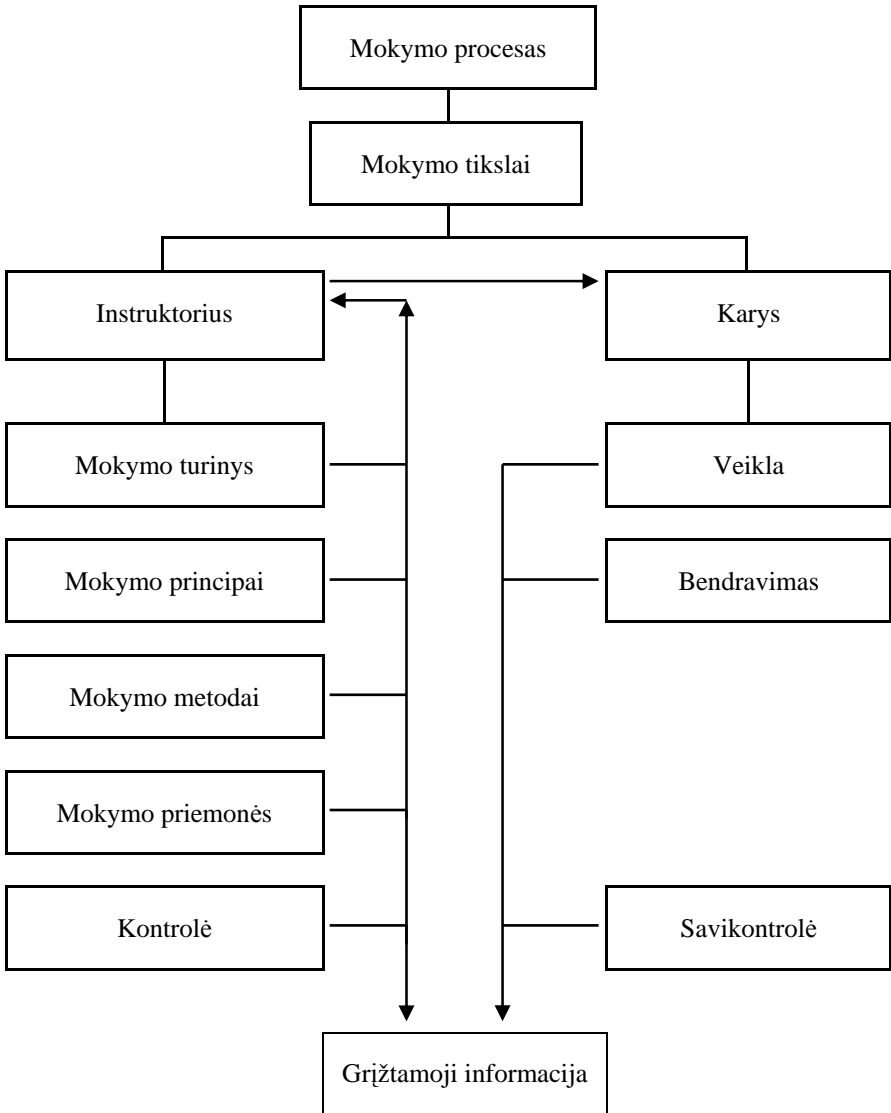 Mokymo procesas
Mokymo tikslai
Instruktorius
Karys
Mokymo turinys
Veikla
Mokymo principai
Bendravimas
Mokymo metodai
Mokymo priemonės
Kontrolė
Savikontrolė
Grįžtamoji informacija